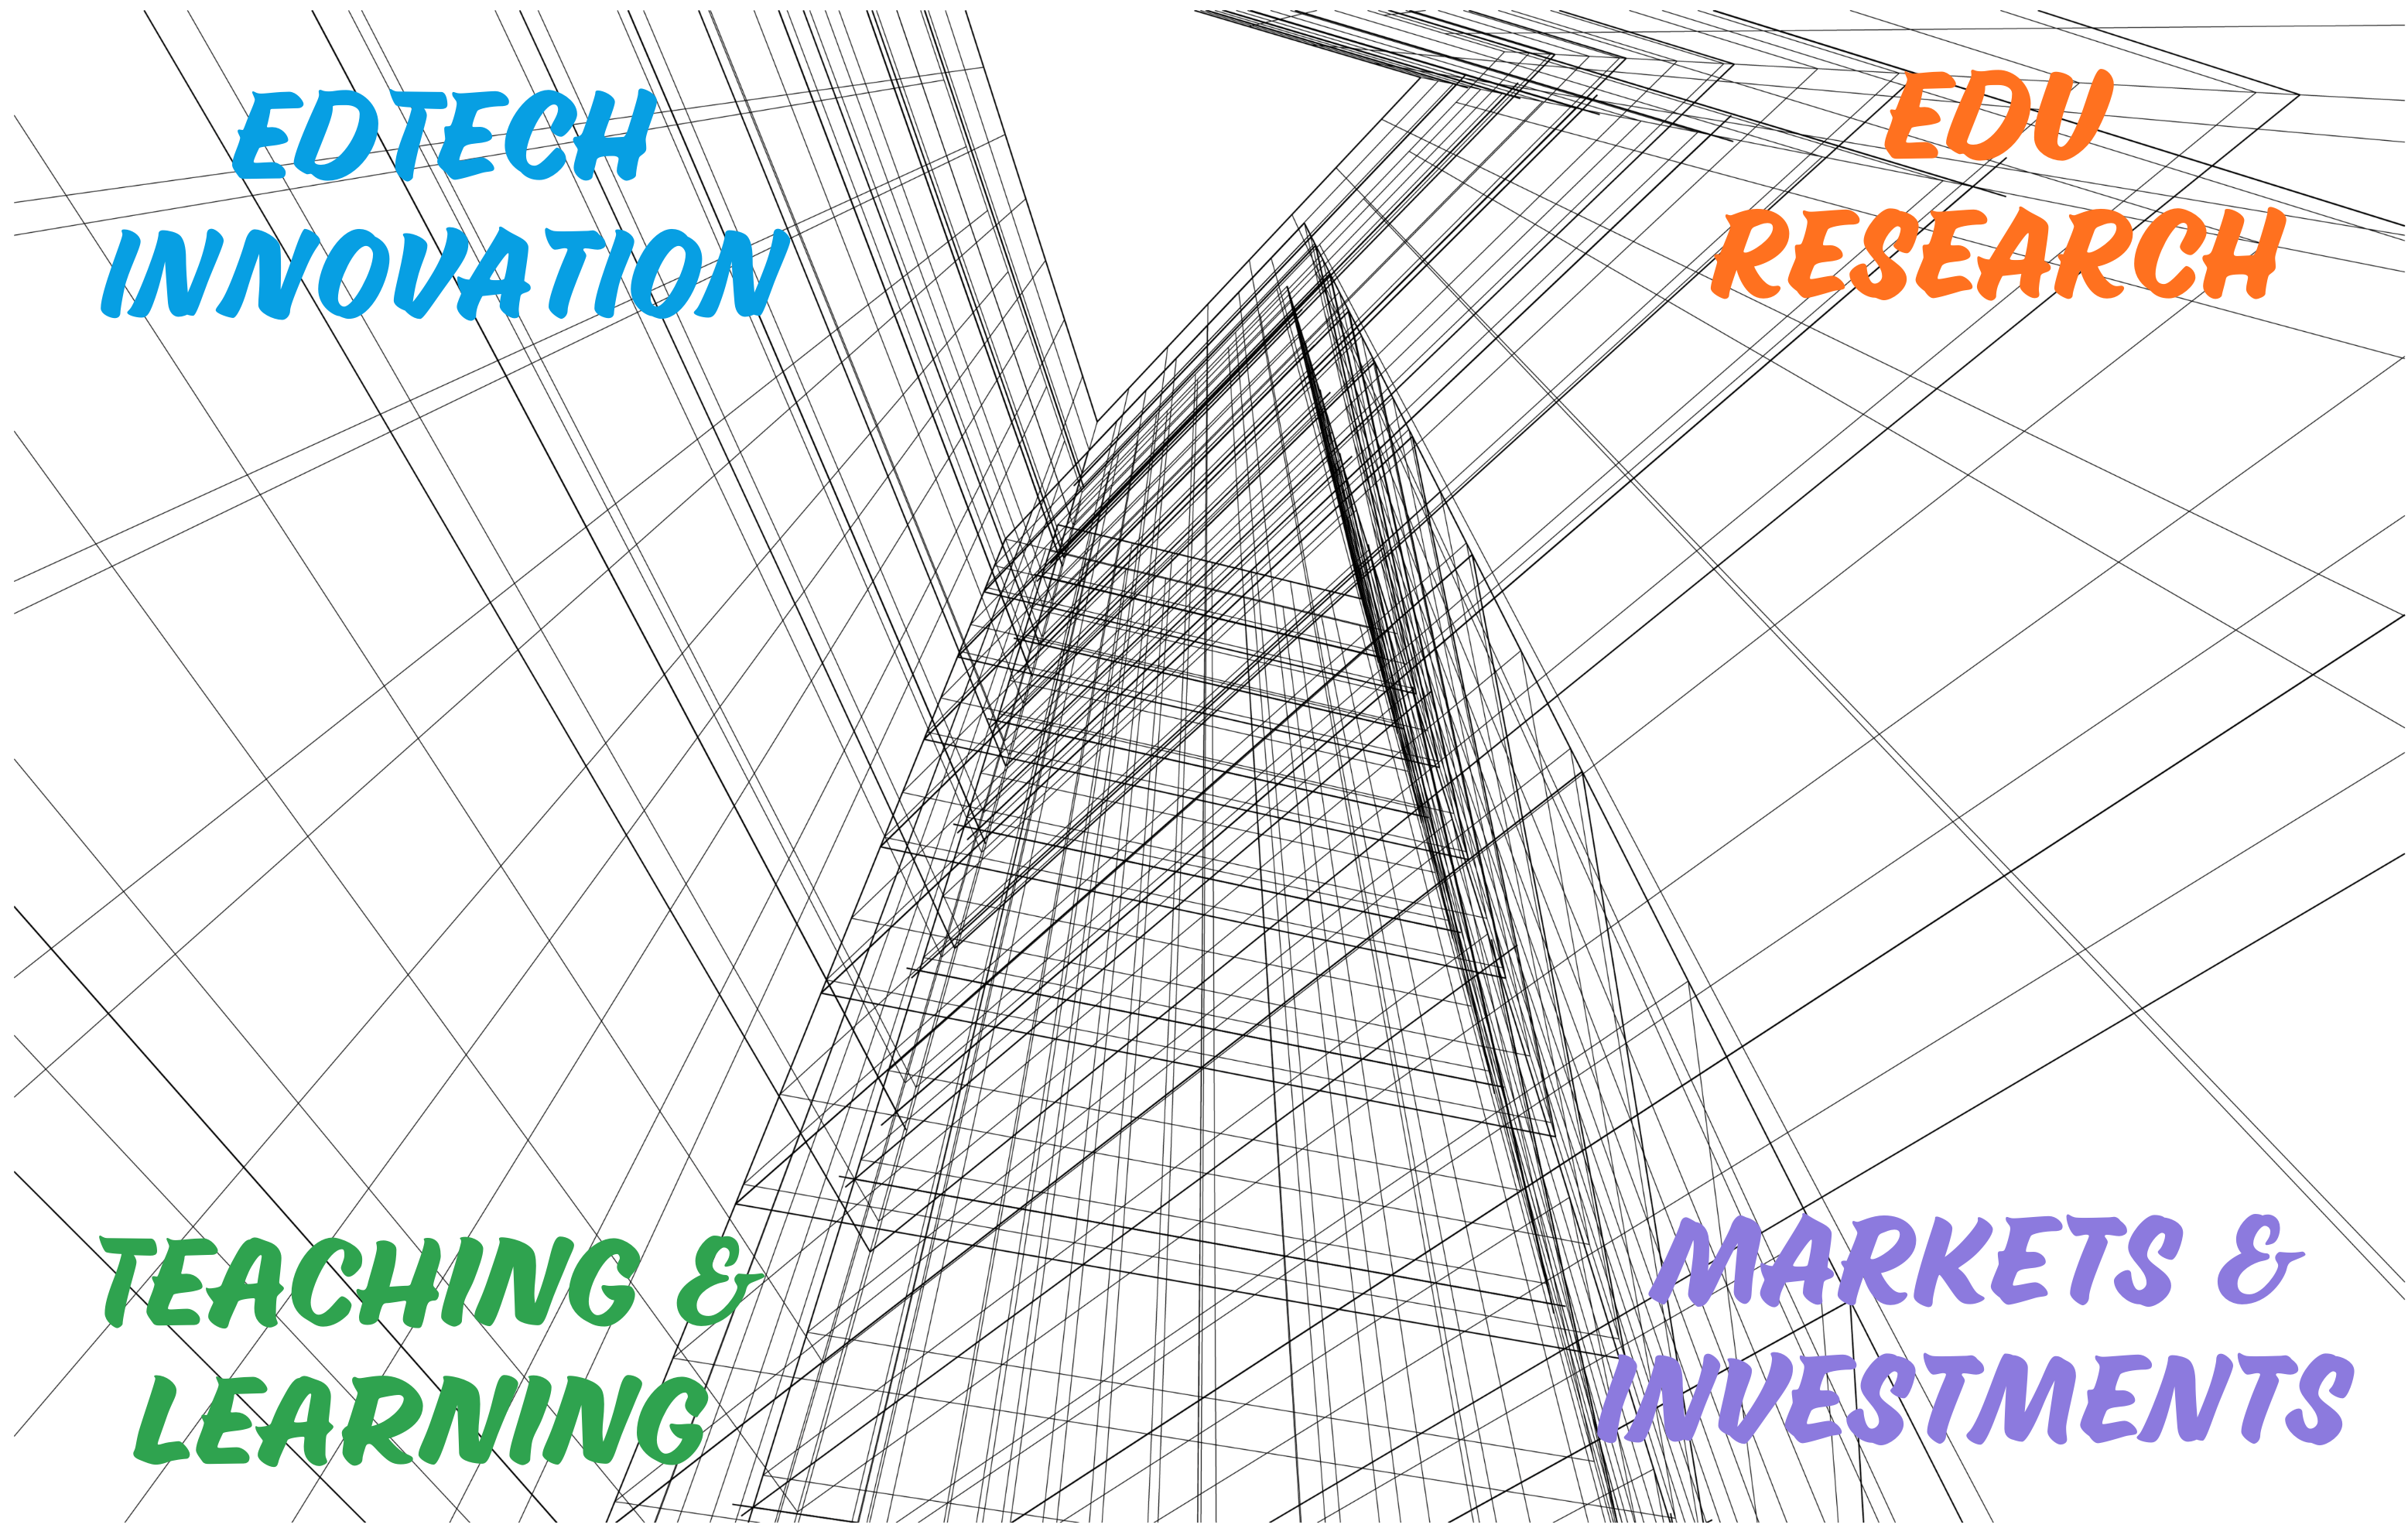 EDTECH
INNOVATION
EDU
RESEARCH
TEACHING &
LEARNING
MARKETS &
INVESTMENTS